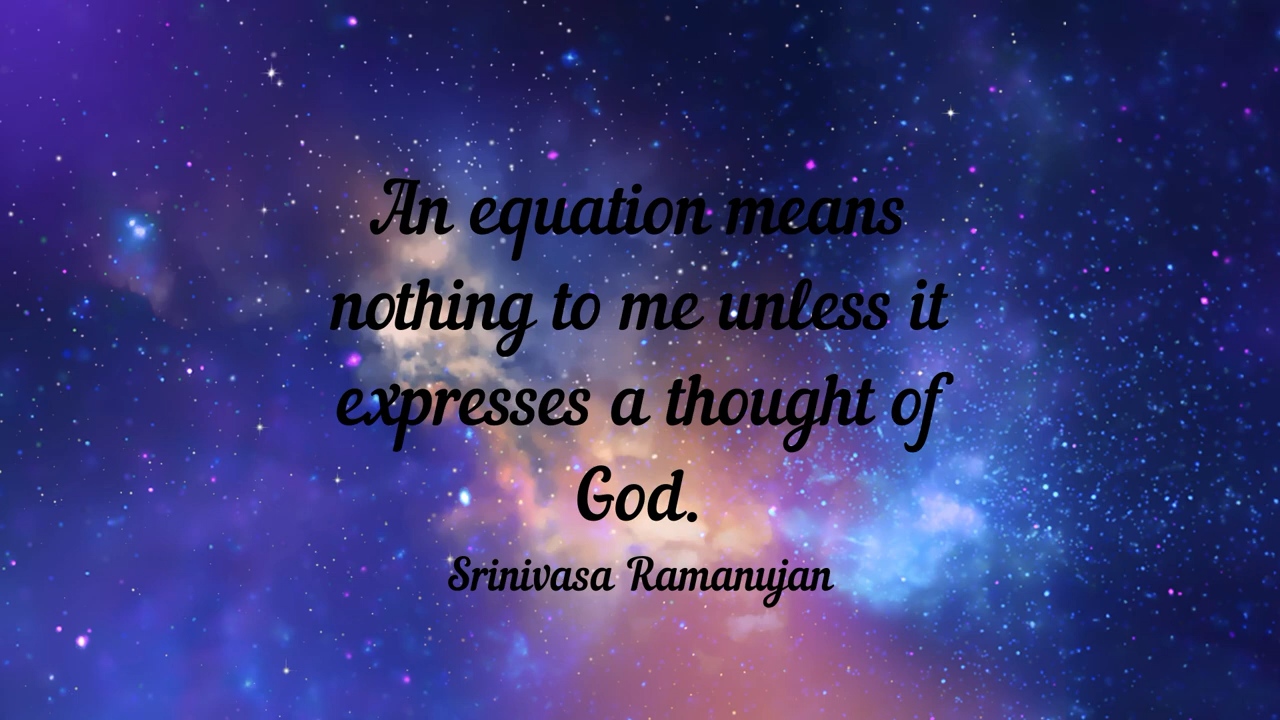 An equation means
nothing to me unless it
expresses a thought of
God.
Srinivasa Ramanujan